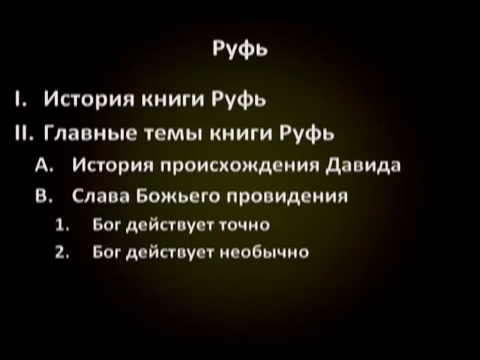 Руфь
I. История книги Руфь
II. Главные темы книги Руфь
A. История происхождения Давида
B. Слава Божьего провидения
1. Бог действует точно
2. Бог действует необычно